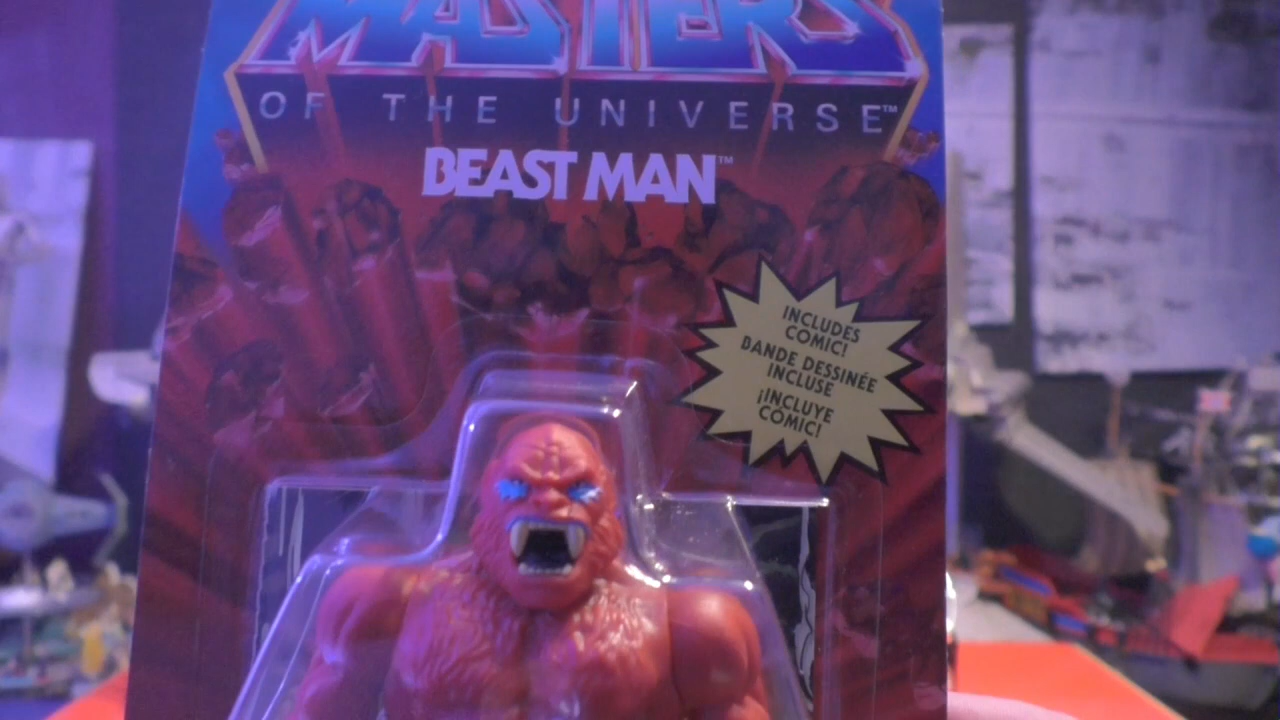 MASTERS
OF THE UNIVERSE™
BEAST MAN™
INCLUDES
COMIC!
BANDE DESSINÉE
INCLUSE
¡INCLUYE
CÓMIC!